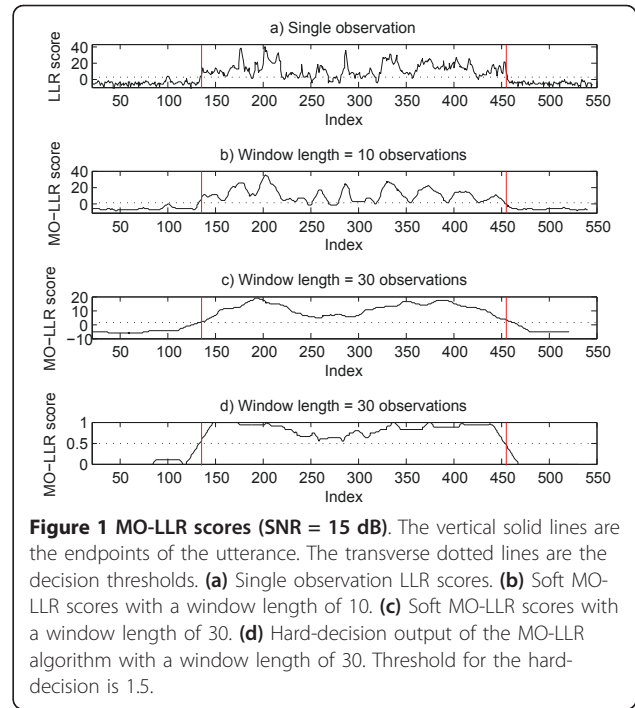 a) Single observation
LLR score
40
20
0
50 100 150 200 250 300 350 400 450 500 550
Index
b) Window length = 10 observations
MO−LLR score
40
20
0
50 100 150 200 250 300 350 400 450 500 550
Index
c) Window length = 30 observations
MO−LLR score
20
10
0
−10
50 100 150 200 250 300 350 400 450 500 550
Index
d) Window length = 30 observations
MO−LLR score
1
0.5
0
50 100 150 200 250 300 350 400 450 500 550
Index
Figure 1 MO-LLR scores (SNR = 15 dB). The vertical solid lines are
the endpoints of the utterance. The transverse dotted lines are the
decision thresholds. (a) Single observation LLR scores. (b) Soft MO-
LLR scores with a window length of 10. (c) Soft MO-LLR scores with
a window length of 30. (d) Hard-decision output of the MO-LLR
algorithm with a window length of 30. Threshold for the hard-
decision is 1.5.